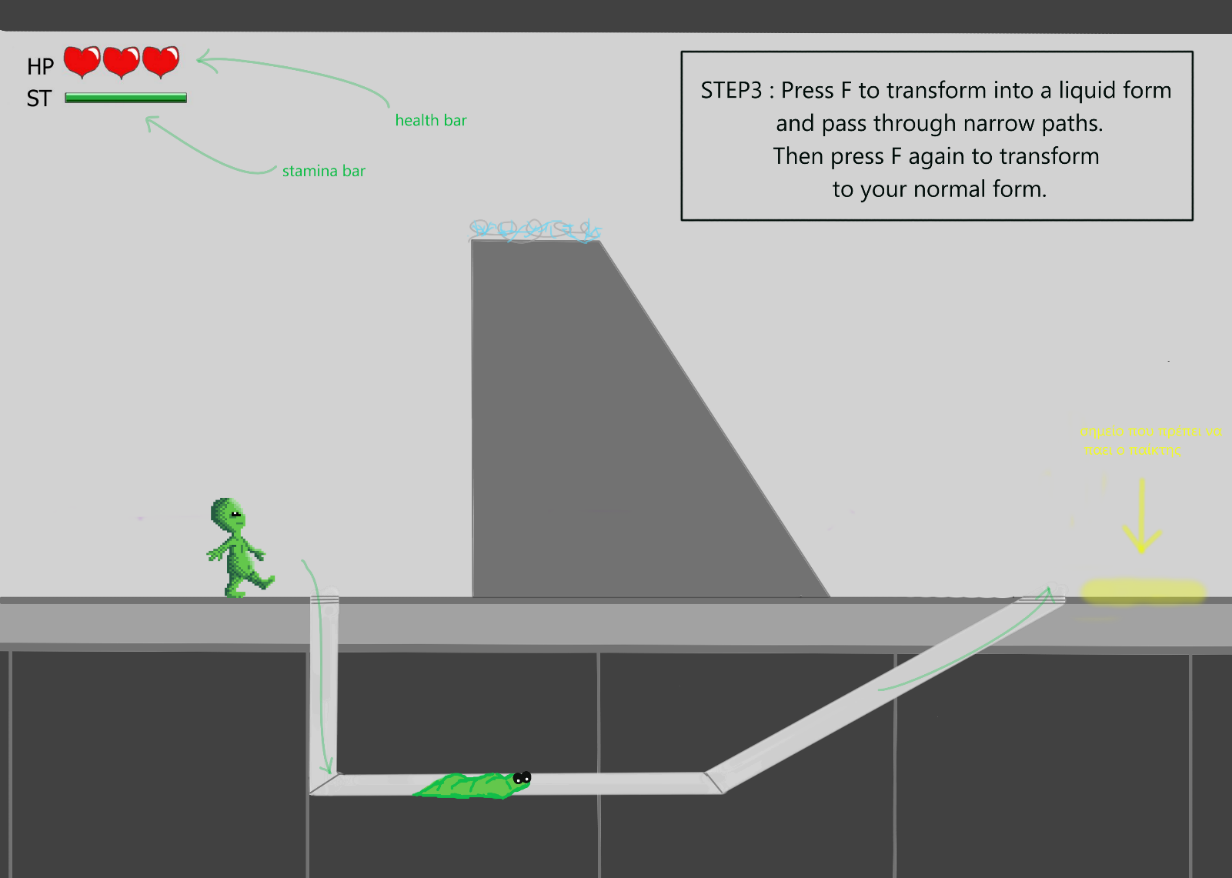 HP
ST
health bar
stamina bar
STEP3 : Press F to transform into a liquid form
and pass through narrow paths.
Then press F again to transform
to your normal form.
σημείο που πρέπει να
πάει ο παίκτης